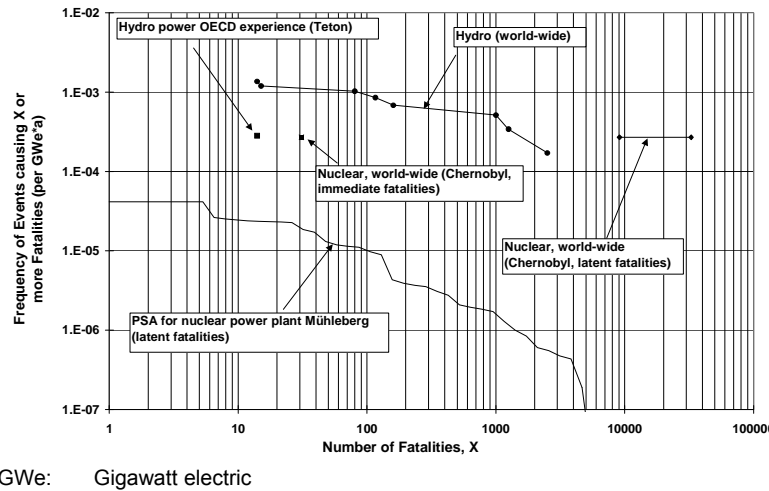 Frequency of Events causing X or
more Fatalities (per GWe*a)
1.E-02
1.E-03
1.E-04
1.E-05
1.E-06
1.E-07
Hydro power OECD experience (Teton)
Hydro (world-wide)
Nuclear, world-wide (Chernobyl,
immediate fatalities)
Nuclear, world-wide
(Chernobyl, latent fatalities)
PSA for nuclear power plant Mühleberg
(latent fatalities)
1 10 100 1000 10000 100000
Number of Fatalities, X
GWe: Gigawatt electric